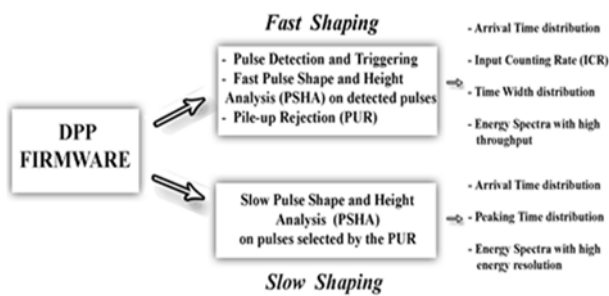 Fast Shaping
- Pulse Detection and Triggering
- Fast Pulse Shape and Height
Analysis (PSHA) on detected pulses
- Pile-up Rejection (PUR)
- Arrival Time distribution
- Input Counting Rate (ICR)
- Time Width distribution
- Energy Spectra with high
throughput
DPP
FIRMWARE
Slow Pulse Shape and Height
Analysis (PSHA)
on pulses selected by the PUR
- Arrival Time distribution
- Peaking Time distribution
- Energy Spectra with high
energy resolution
Slow Shaping